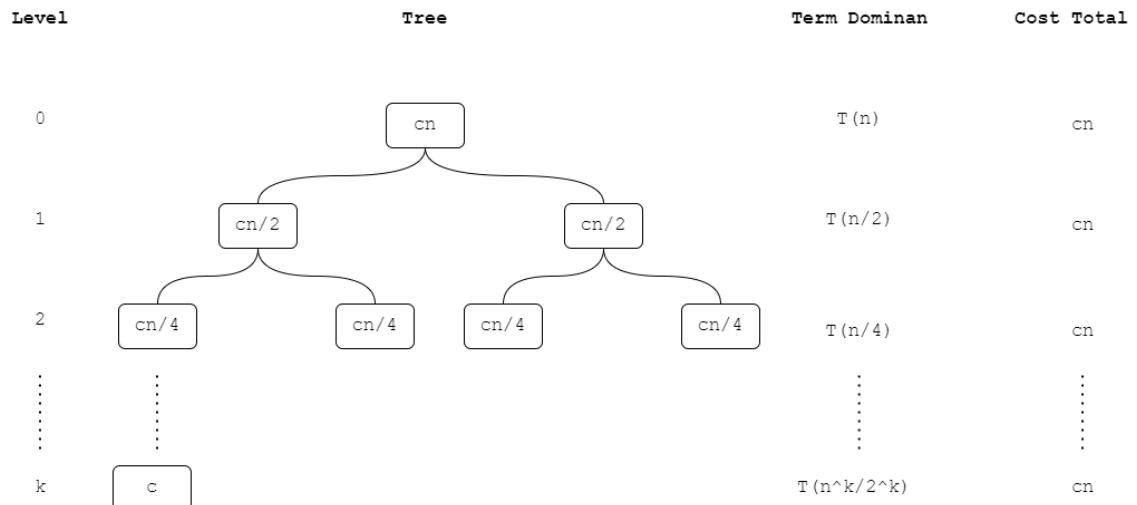 Level Tree Term Dominan Cost Total
0 cn T(n) cn
1 cn/2 cn/2 T(n/2) cn
2 cn/4 cn/4 cn/4 cn/4 T(n/4) cn
k c T(n^k/2^k) cn